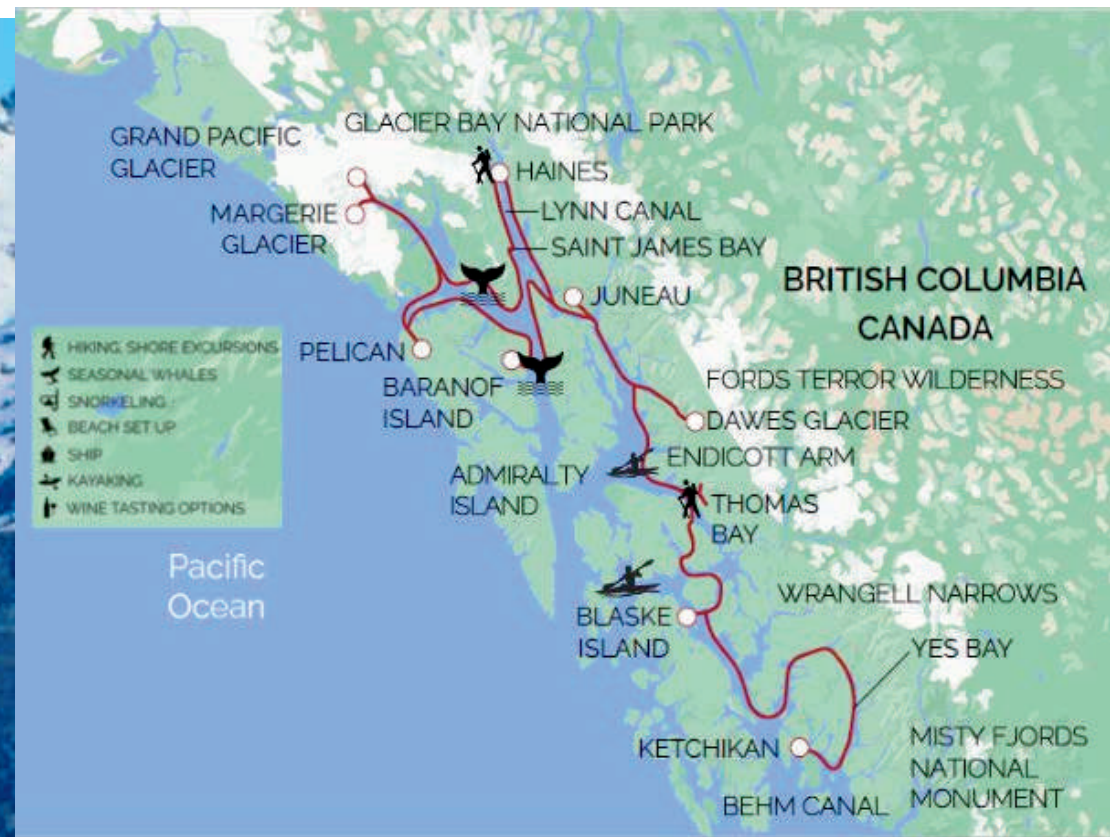 GLACIER BAY NATIONAL PARK
GRAND PACIFIC
GLACIER
HAINES
MARGERIE
GLACIER
LYNN CANAL
SAINT JAMES BAY
BRITISH COLUMBIA
CANADA
JUNEAU
HIKING, SHORE EXCURSIONS
SEASONAL WHALES
SNORKELING
BEACH SET UP
SHIP
KAYAKING
WINE TASTING OPTIONS
PELICAN
BARANOF
ISLAND
FORDS TERROR WILDERNESS
DAWES GLACIER
ENDICOTT ARM
ADMIRALTY
ISLAND
THOMAS
BAY
Pacific
Ocean
WRANGELL NARROWS
BLASKE
ISLAND
YES BAY
KETCHIKAN
MISTY FJORDS
NATIONAL
MONUMENT
BEHM CANAL